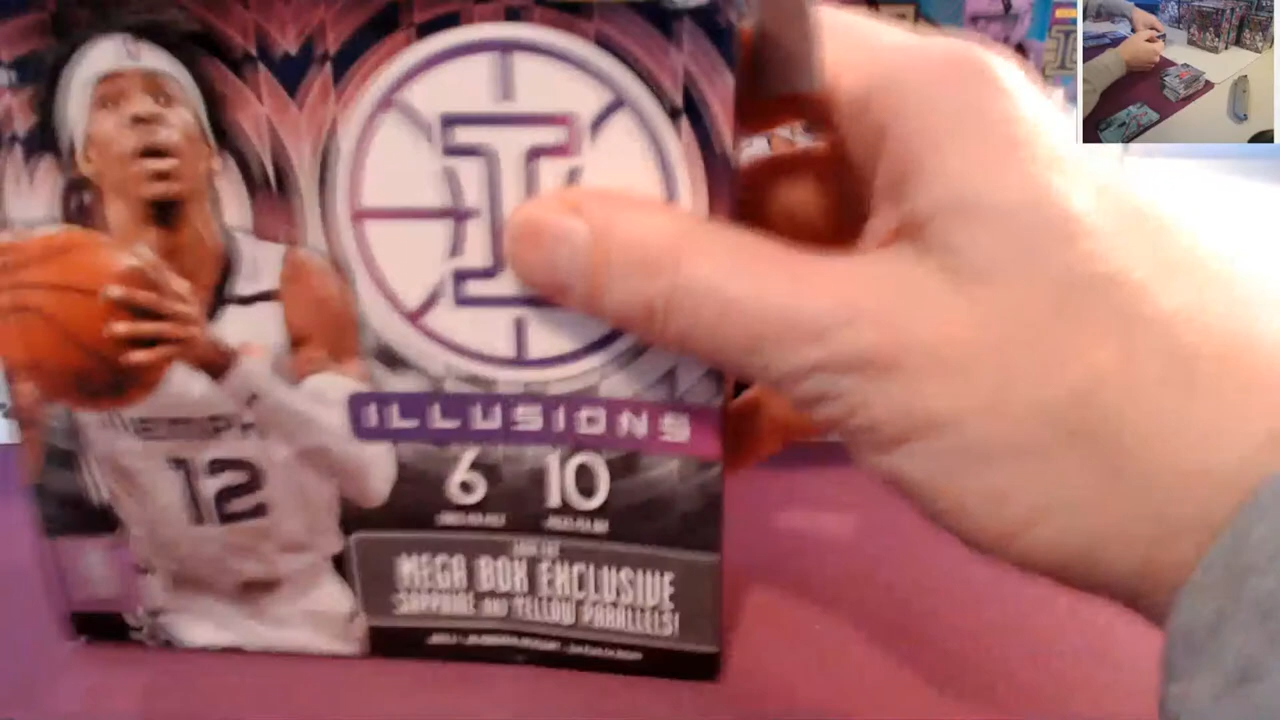 I
ILLUSIONS
6 10
MEMPH
12
MEGA BOX EXCLUSIVE
SAPPHIRE AND YELLOW PARALLELS!